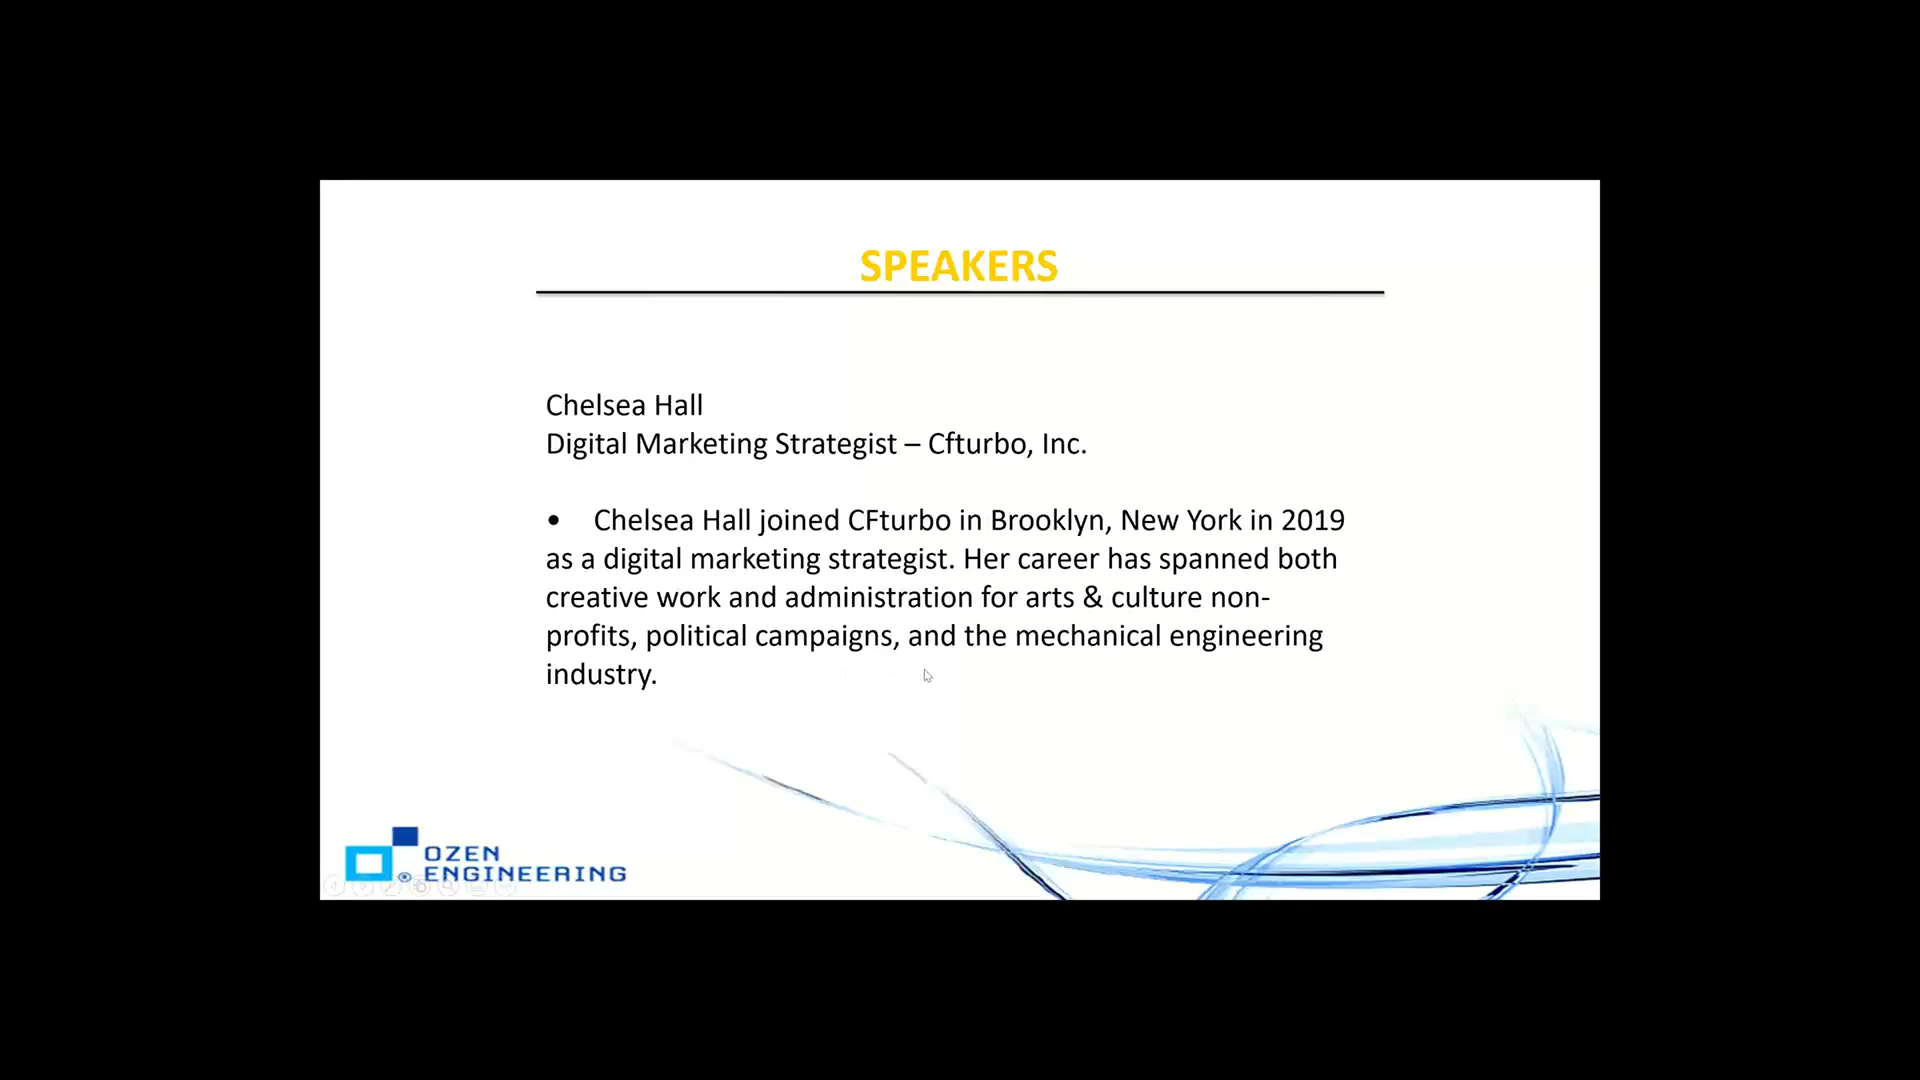 SPEAKERS
Chelsea Hall
Digital Marketing Strategist – Cfturbo, Inc.
• Chelsea Hall joined CFturbo in Brooklyn, New York in 2019
as a digital marketing strategist. Her career has spanned both
creative work and administration for arts & culture non-
profits, political campaigns, and the mechanical engineering
industry.
OZEN
ENGINEERING